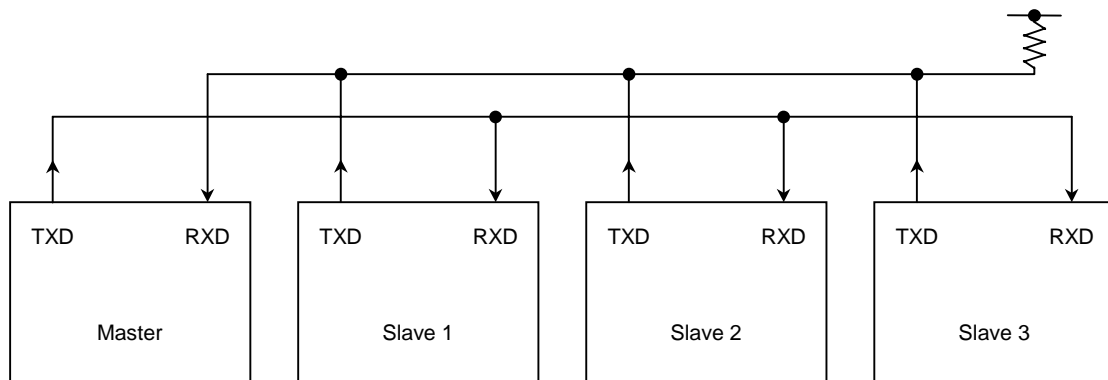 TXD RXD TXD RXD TXD RXD TXD RXD
Master Slave 1 Slave 2 Slave 3